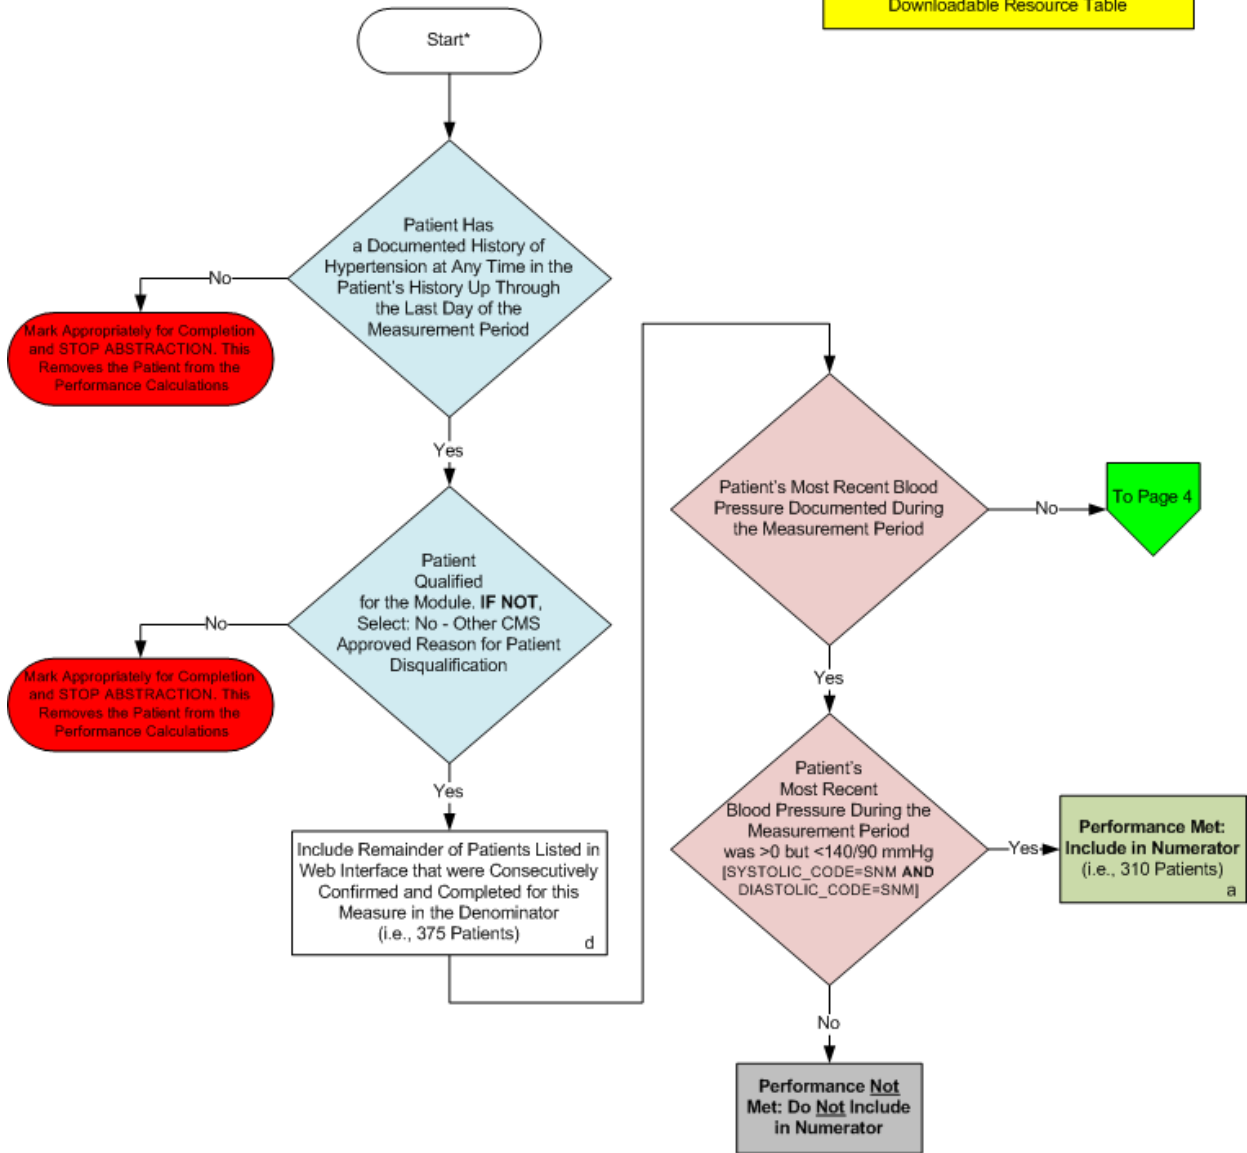 Downloadable Resource Table
Start*
Patient Has
a Documented History of
Hypertension at Any Time in the
Patient's History Up Through
the Last Day of the
Measurement Period
No
Mark Appropriately for Completion
and STOP ABSTRACTION. This
Removes the Patient from the
Performance Calculations
Yes
Patient
Qualified
for the Module. IF NOT,
Select: No - Other CMS
Approved Reason for Patient
Disqualification
No
Mark Appropriately for Completion
and STOP ABSTRACTION. This
Removes the Patient from the
Performance Calculations
Yes
Include Remainder of Patients Listed in
Web Interface that were Consecutively
Confirmed and Completed for this
Measure in the Denominator
(i.e., 375 Patients)
d
Patient's Most Recent Blood
Pressure Documented During
the Measurement Period
No
To Page 4
Yes
Patient's
Most Recent
Blood Pressure During the
Measurement Period
was >0 but <140/90 mmHg
[SYSTOLIC_CODE=SNM AND
DIASTOLIC_CODE=SNM]
Yes
Performance Met:
Include in Numerator
(i.e., 310 Patients)
a
No
Performance Not
Met: Do Not Include
in Numerator